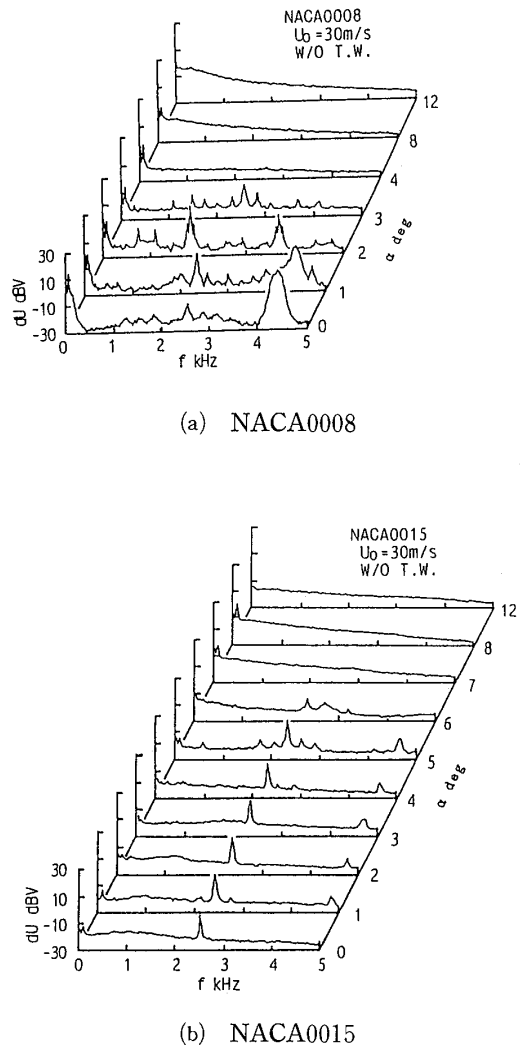 NACA0008
U0 =30m/s
W/O T.W.
12
8
4
3
2
1
0
α deg
30
10
-10
-30
dU dBV
0 1 2 3 4 5
f kHz
(a) NACA0008
NACA0015
U0 =30m/s
W/O T.W.
12
8
7
6
5
4
3
2
1
0
α deg
30
10
-10
-30
dU dBV
0 1 2 3 4 5
f kHz
(b) NACA0015